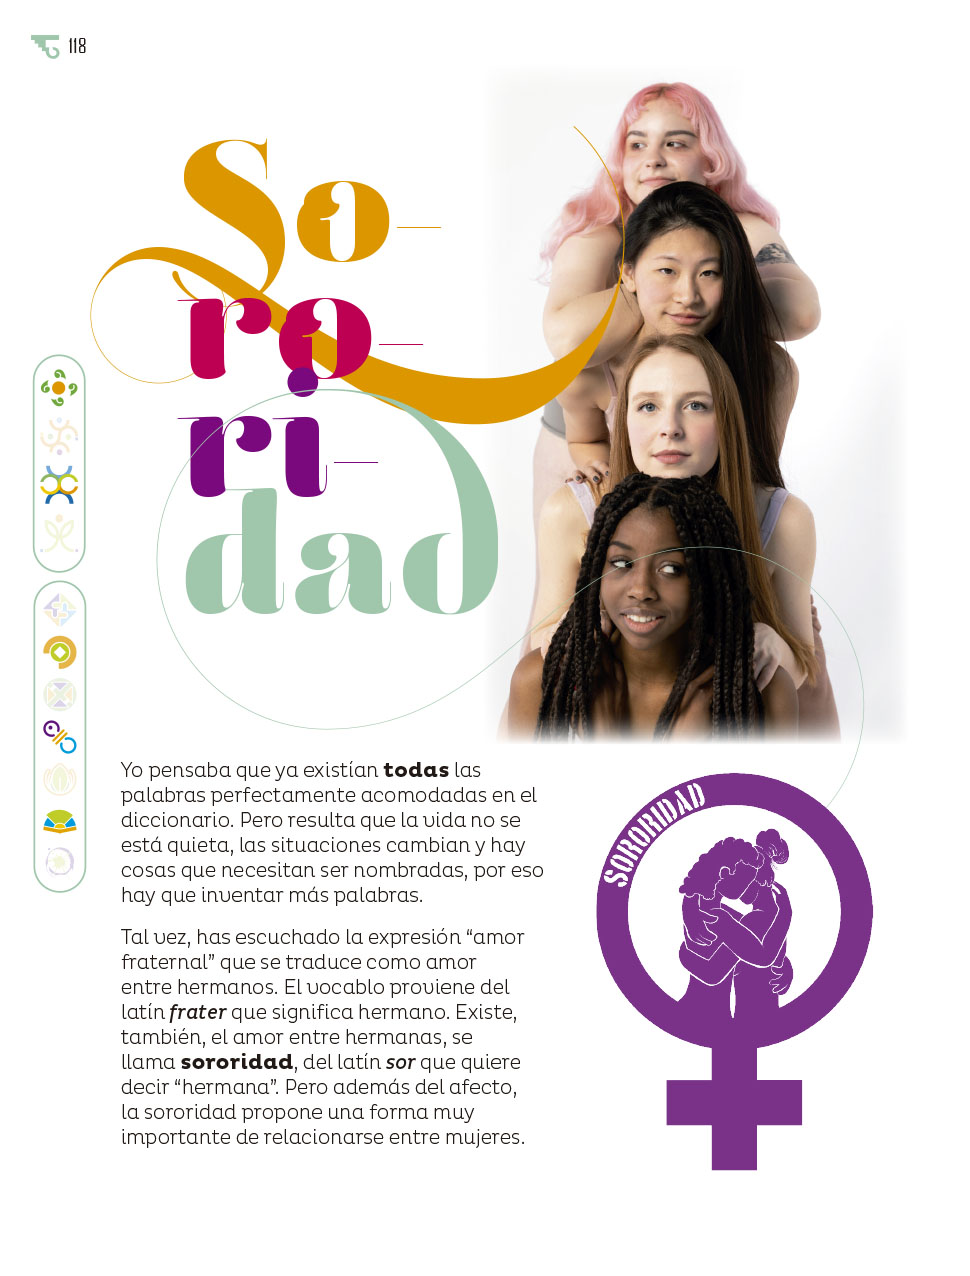 118
So—
ro—
ri—
dad
Yo pensaba que ya existían todas las
palabras perfectamente acomodadas en el
diccionario. Pero resulta que la vida no se
está quieta, las situaciones cambian y hay
cosas que necesitan ser nombradas, por eso
hay que inventar más palabras.
Tal vez, has escuchado la expresión “amor
fraternal” que se traduce como amor
entre hermanos. El vocablo proviene del
latín frater que significa hermano. Existe,
también, el amor entre hermanas, se
llama sororidad, del latín sor que quiere
decir “hermana”. Pero además del afecto,
la sororidad propone una forma muy
importante de relacionarse entre mujeres.
SORORIDAD